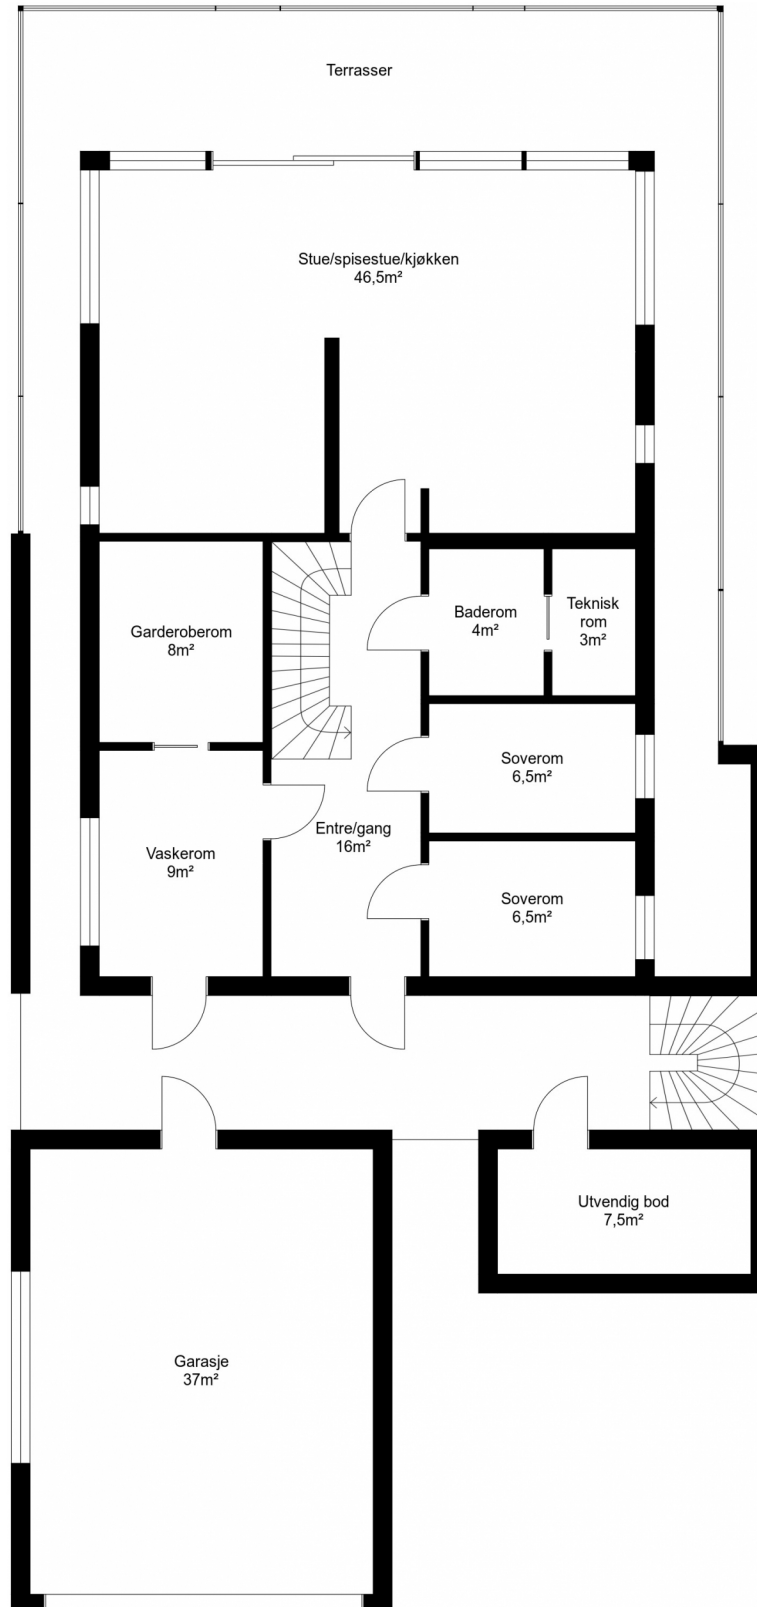 Terrasser
Stue/spisestue/kjøkken
46,5m²
Garderoberom
8m²
Baderom
4m²
Teknisk
rom
3m²
Soverom
6,5m²
Entre/gang
16m²
Vaskerom
9m²
Soverom
6,5m²
Utvendig bod
7,5m²
Garasje
37m²